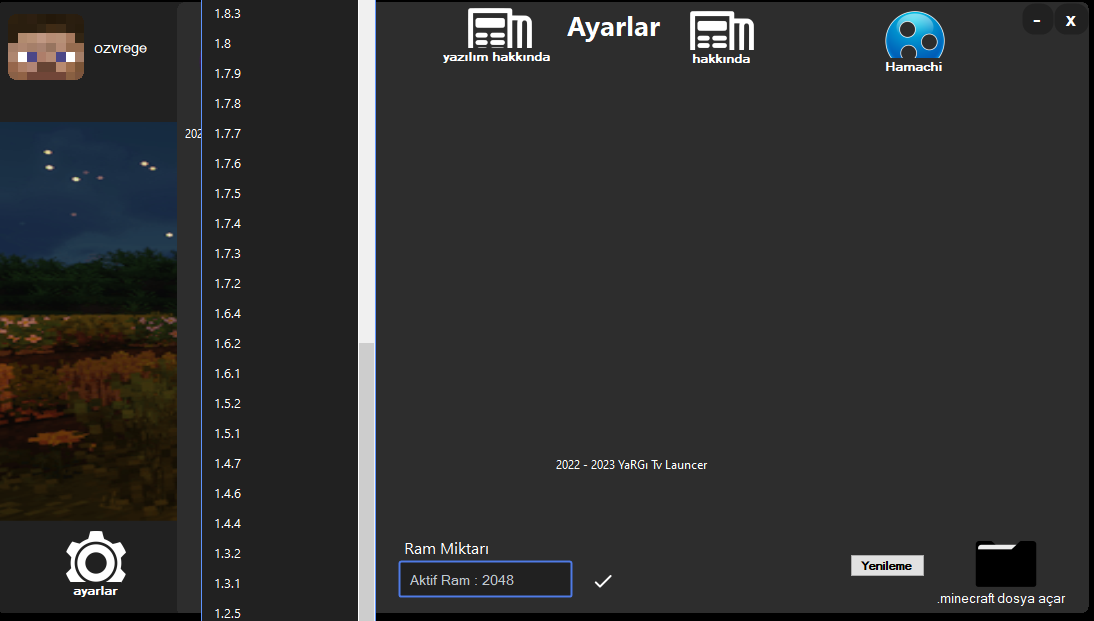 ozvrege
202
ayarlar
1.8.3
1.8
1.7.9
1.7.8
1.7.7
1.7.6
1.7.5
1.7.4
1.7.3
1.7.2
1.6.4
1.6.2
1.6.1
1.5.2
1.5.1
1.4.7
1.4.6
1.4.4
1.3.2
1.3.1
1.2.5
yazılım hakkında
Ayarlar
hakkında
Hamachi
-
x
2022 - 2023 YaRGı Tv Launcer
Ram Miktarı
Aktif Ram : 2048
Yenileme
.minecraft dosya açar